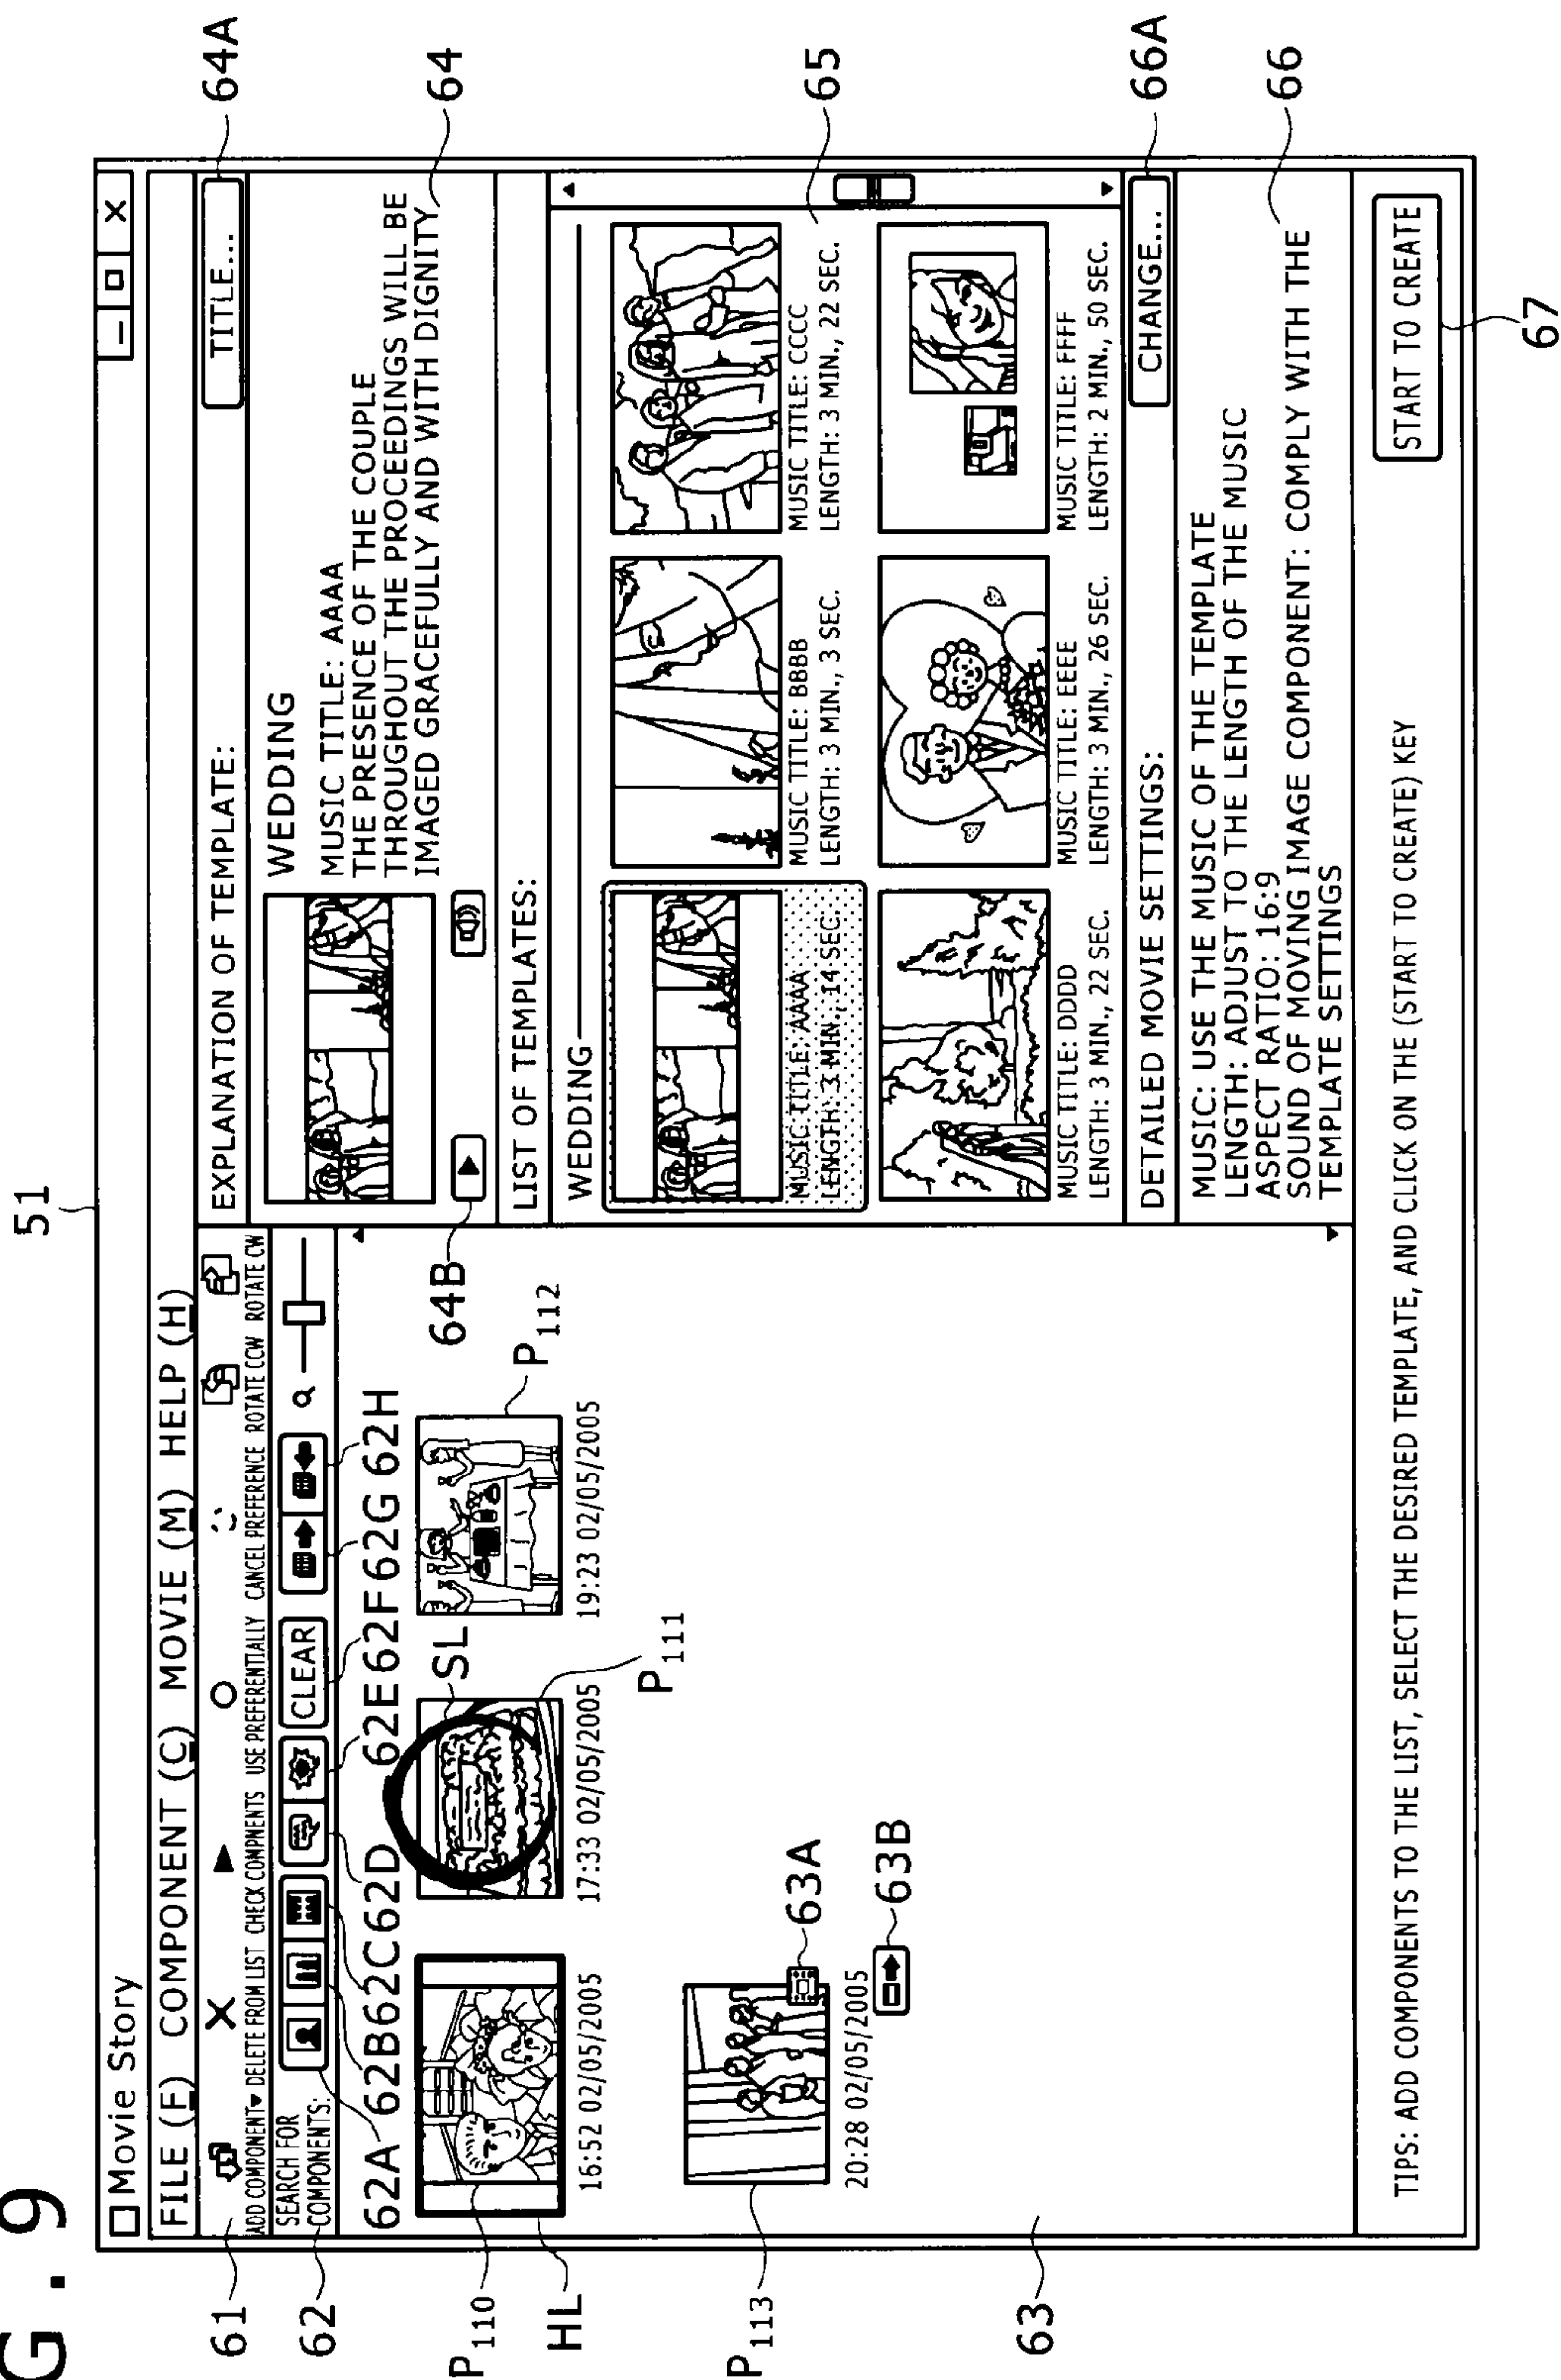 G . 9
51
Movie Story
FILE (F) COMPONENT (C) MOVIE (M) HELP (H)
61
ADD COMPONENT▼ DELETE FROM LIST CHECK COMPNENTS USE PREFERENTIALLY CANCEL PREFERENCE ROTATE CCW ROTATE CW
62
SEARCH FOR
COMPONENTS:
CLEAR
62A 62B 62C 62D 62E 62F 62G 62H
P110
HL
16:52 02/05/2005
SL
P111
17:33 02/05/2005
P112
19:23 02/05/2005
P113
63A
20:28 02/05/2005
63B
63
EXPLANATION OF TEMPLATE:
TITLE...
64A
WEDDING
MUSIC TITLE: AAAA
THE PRESENCE OF THE COUPLE
THROUGHOUT THE PROCEEDINGS WILL BE
IMAGED GRACEFULLY AND WITH DIGNITY
64
64B
LIST OF TEMPLATES:
WEDDING
65
MUSIC TITLE: AAAA
LENGTH: 3 MIN., 14 SEC.
MUSIC TITLE: BBBB
LENGTH: 3 MIN., 3 SEC.
MUSIC TITLE: CCCC
LENGTH: 3 MIN., 22 SEC.
MUSIC TITLE: DDDD
LENGTH: 3 MIN., 22 SEC.
MUSIC TITLE: EEEE
LENGTH: 3 MIN., 26 SEC.
MUSIC TITLE: FFFF
LENGTH: 2 MIN., 50 SEC.
DETAILED MOVIE SETTINGS:
CHANGE...
66A
MUSIC: USE THE MUSIC OF THE TEMPLATE
LENGTH: ADJUST TO THE LENGTH OF THE MUSIC
ASPECT RATIO: 16:9
SOUND OF MOVING IMAGE COMPONENT: COMPLY WITH THE
TEMPLATE SETTINGS
66
TIPS: ADD COMPONENTS TO THE LIST, SELECT THE DESIRED TEMPLATE, AND CLICK ON THE (START TO CREATE) KEY
START TO CREATE
67